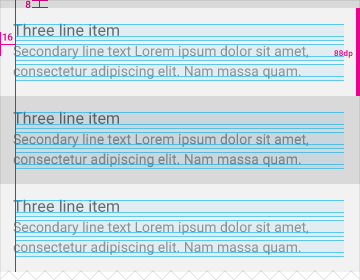 8
Three line item
16
Secondary line text Lorem ipsum dolor sit amet,
88dp
consectetur adipiscing elit. Nam massa quam.
Three line item
Secondary line text Lorem ipsum dolor sit amet,
consectetur adipiscing elit. Nam massa quam.
Three line item
Secondary line text Lorem ipsum dolor sit amet,
consectetur adipiscing elit. Nam massa quam.